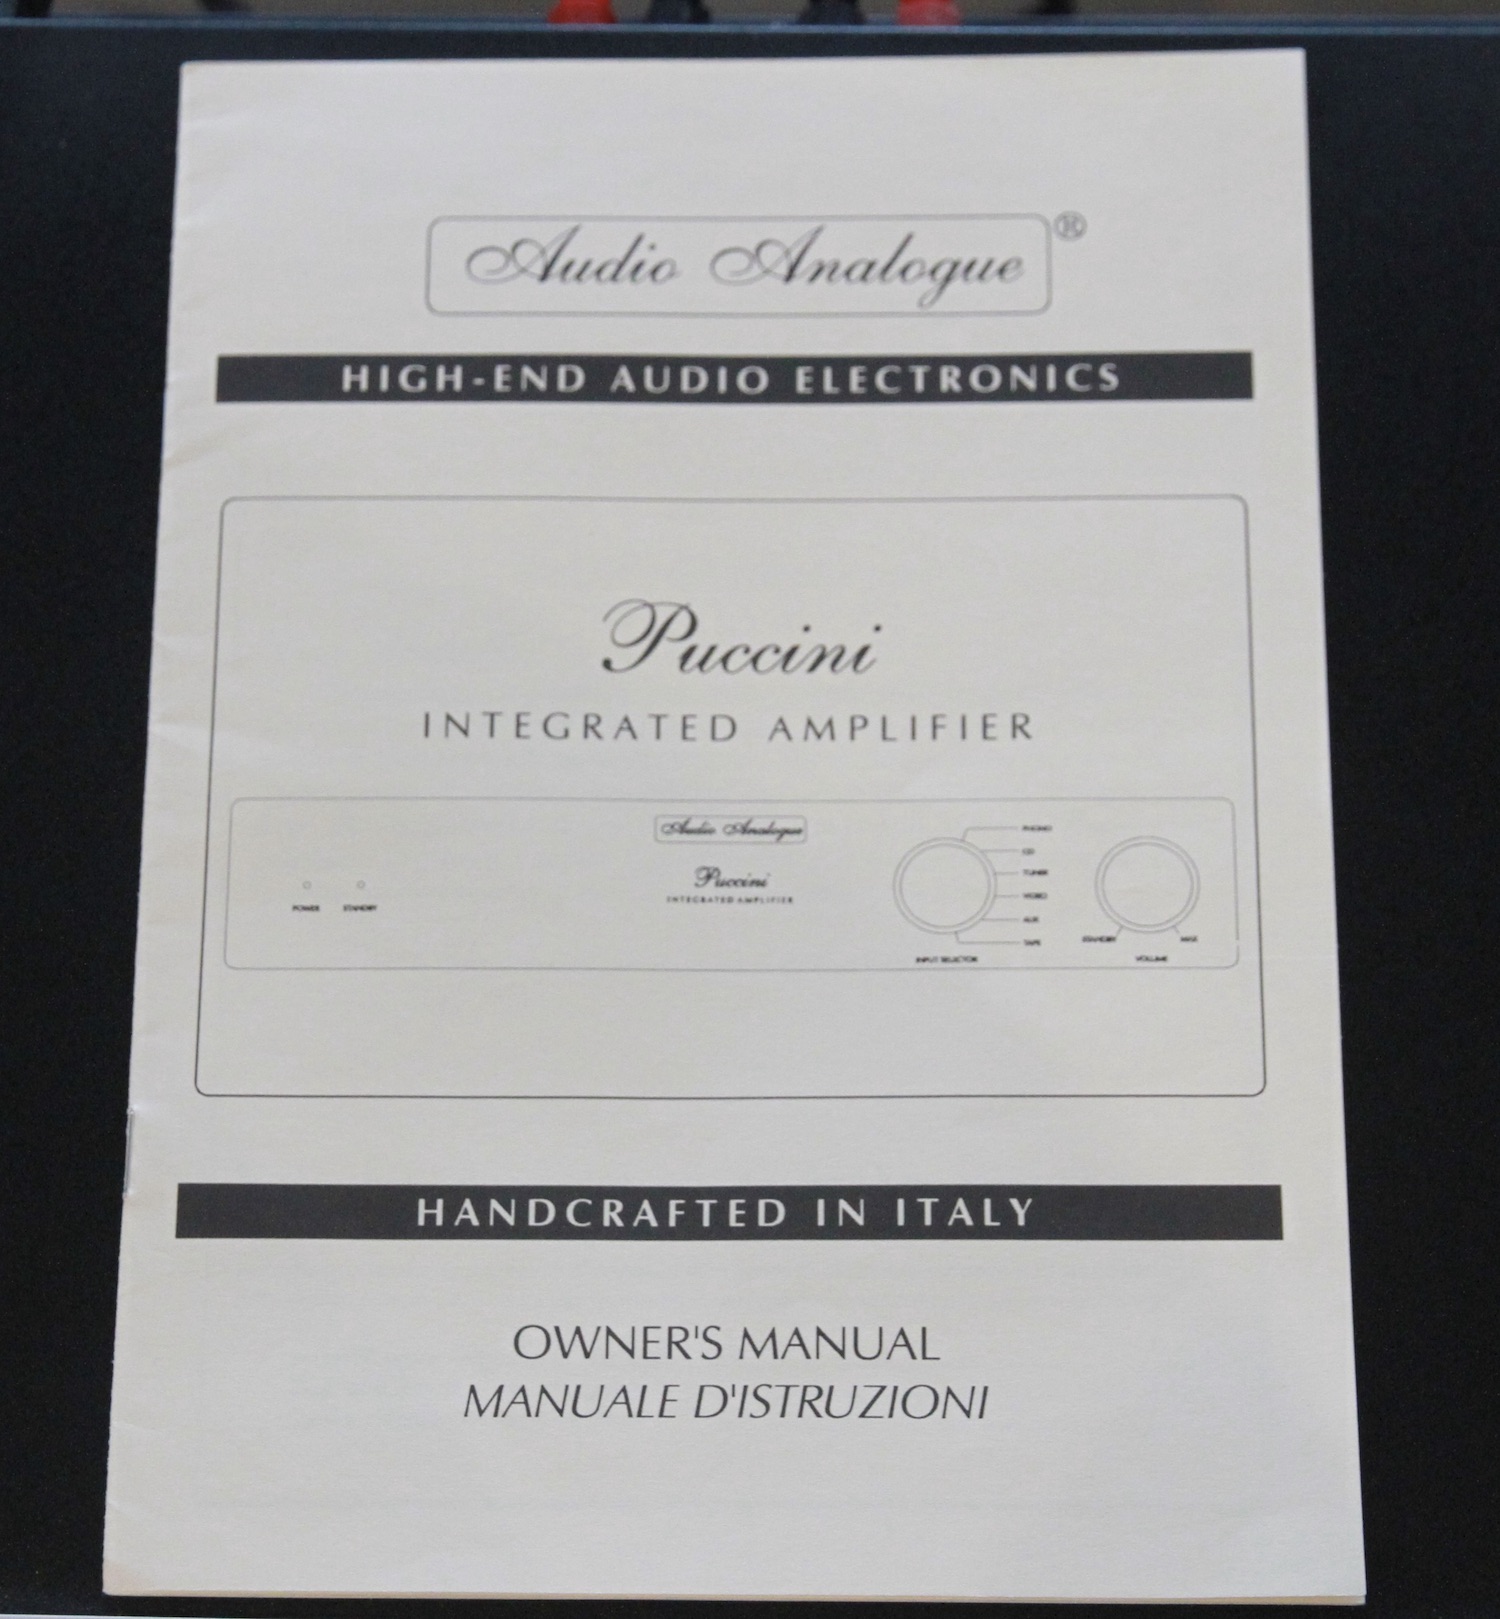 Audio Analogue®
HIGH-END AUDIO ELECTRONICS
Puccini
INTEGRATED AMPLIFIER
Audio Analogue
Puccini
INTEGRATED AMPLIFIER
POWER
STANDBY
PHONO
CD
TUNER
VIDEO
AUX
TAPE
INPUT SELECTOR
STANDBY
MAX
VOLUME
HANDCRAFTED IN ITALY
OWNER'S MANUAL
MANUALE D'ISTRUZIONI